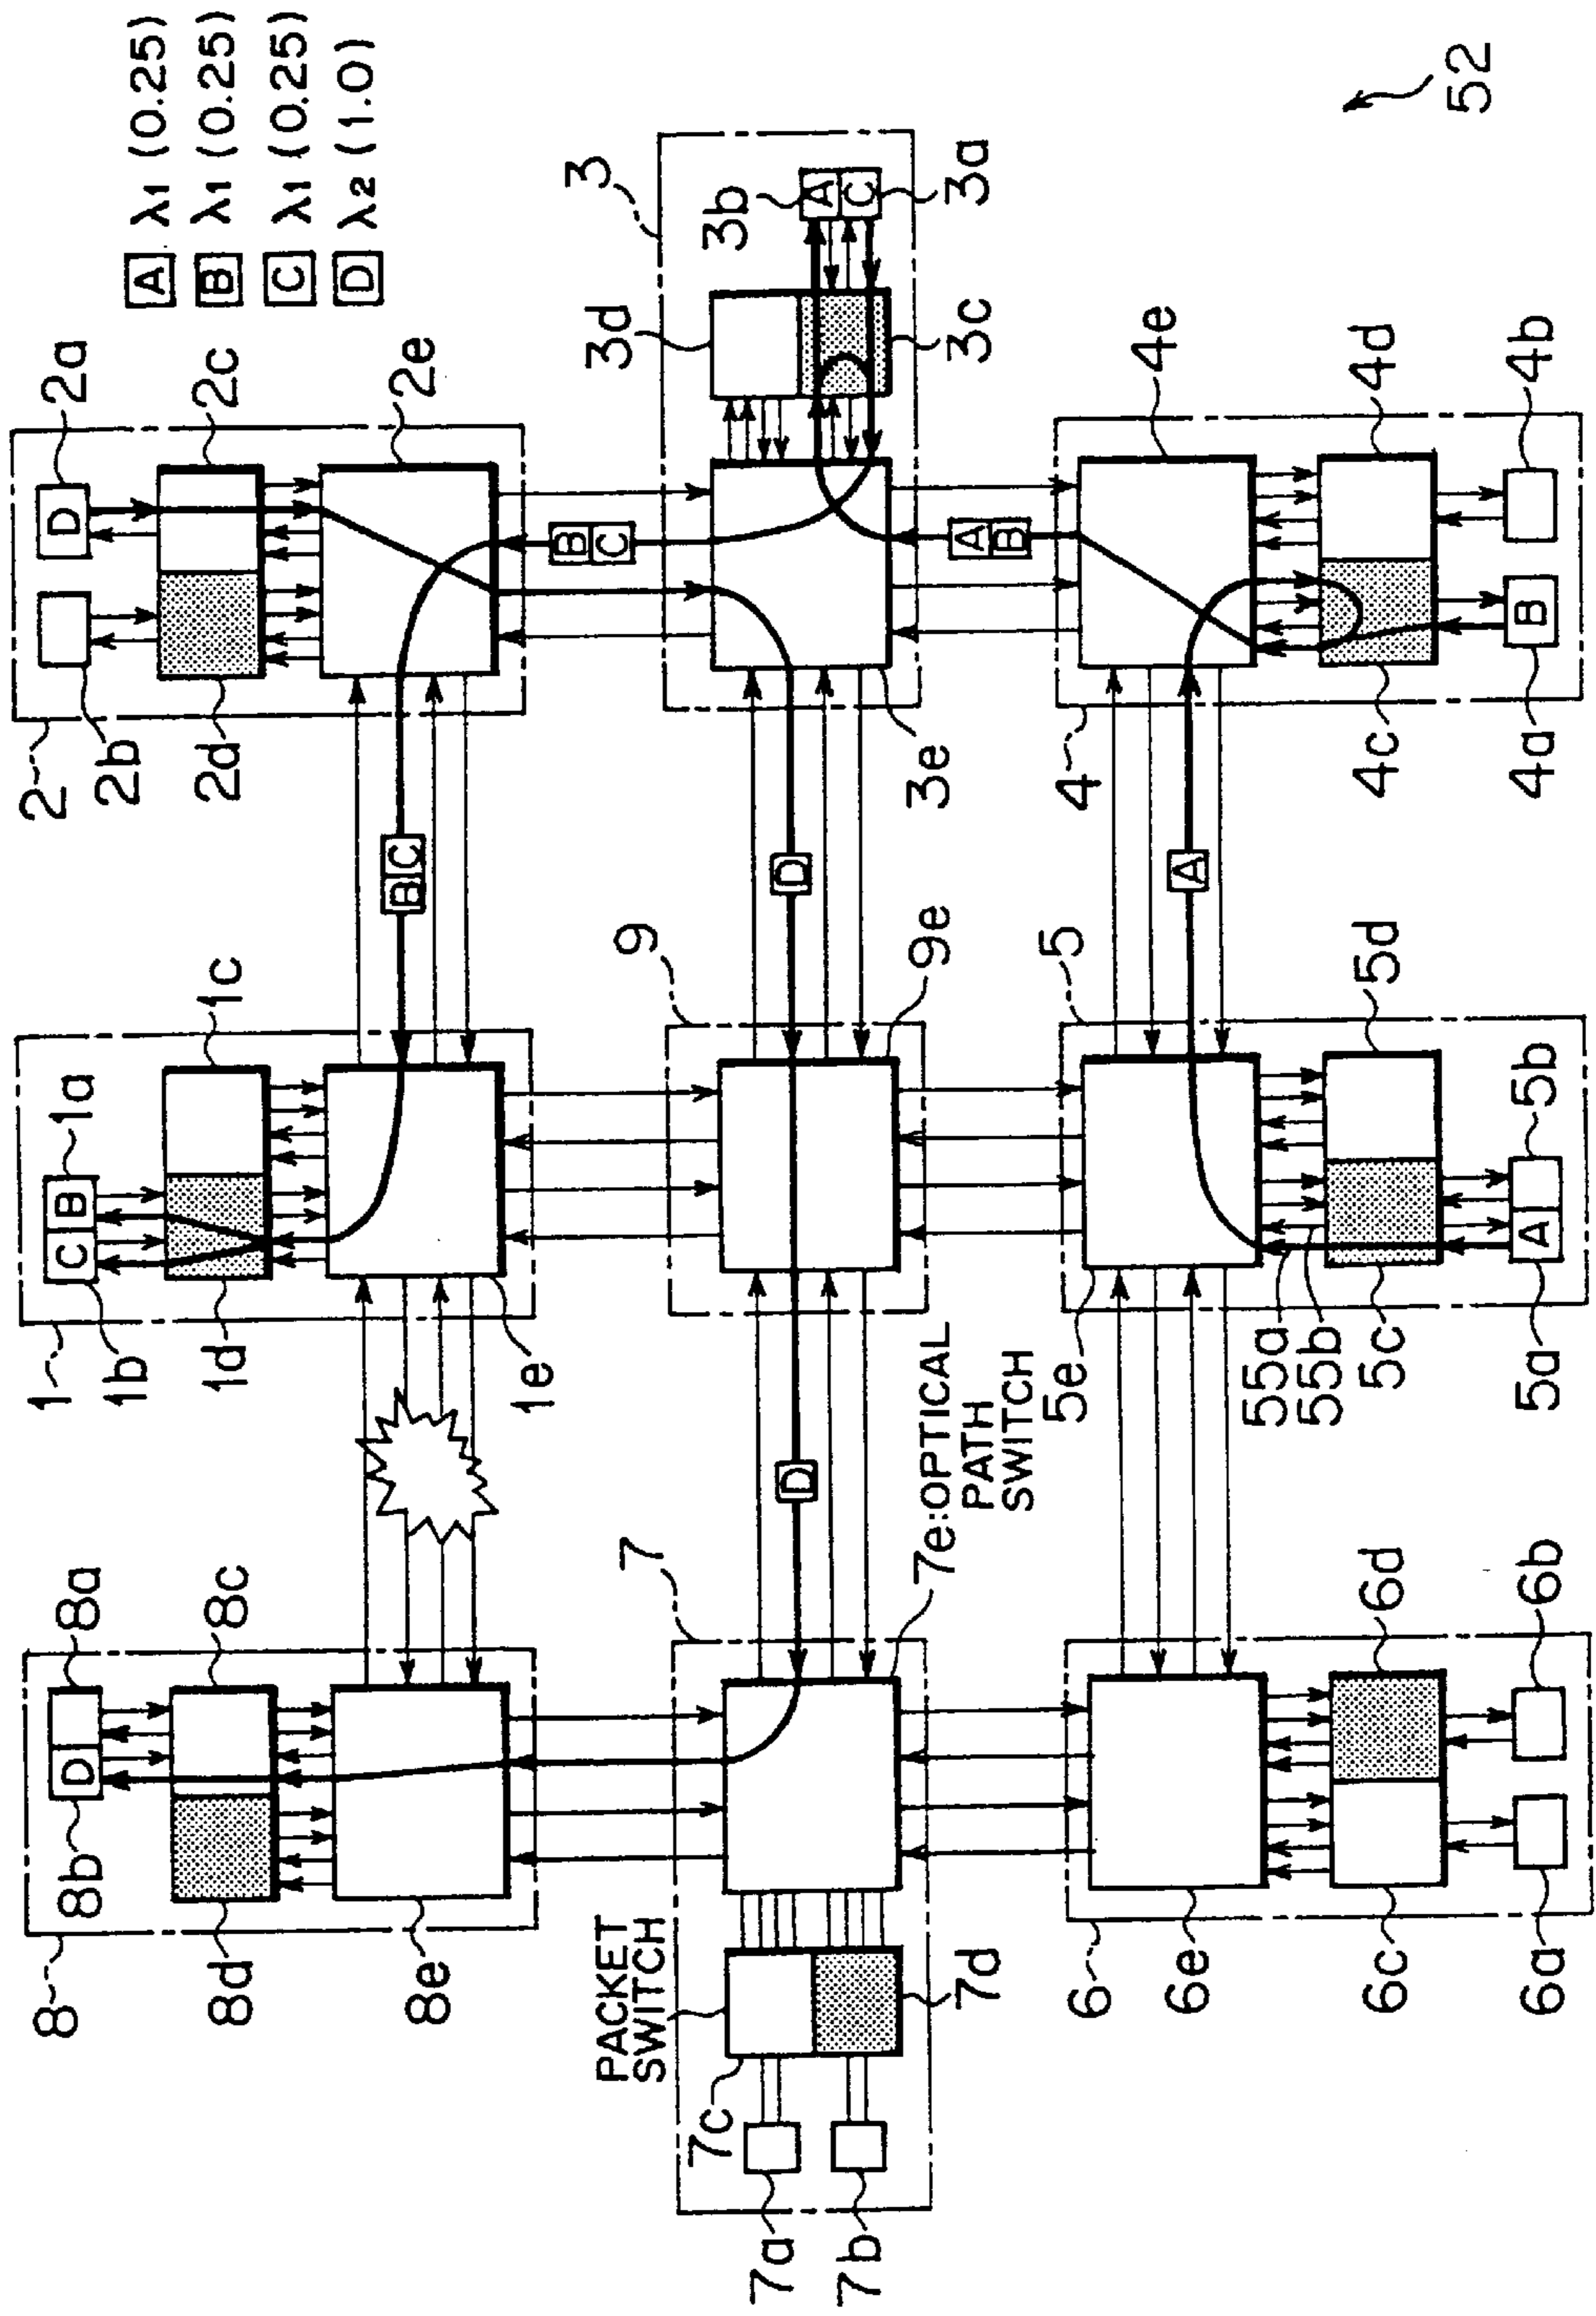 A λ1 (0.25)
B λ1 (0.25)
C λ1 (0.25)
D λ2 (1.0)
8
8b
D
8a
8d
8c
8e
1
1b
C
B
1a
1d
1c
1e
2
2b
D
2a
2d
2c
2e
B C
B
C
PACKET
SWITCH
7
7c
7a
7b
7d
D
7e:OPTICAL
PATH
SWITCH
9
9e
D
3
3d
3b
A
C
3a
3c
3e
A
B
6
6e
6c
6d
6a
6b
5
5e
55a
55b
5c
5d
5a
A
5b
A
4
4e
4c
4d
4a
B
4b
52